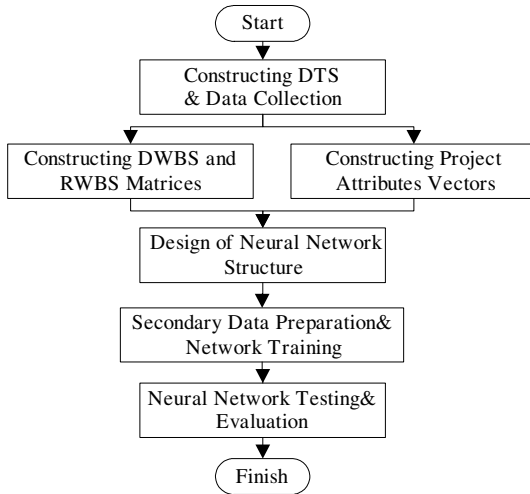 Start
Constructing DTS
& Data Collection
Constructing DWBS and
RWBS Matrices
Constructing Project
Attributes Vectors
Design of Neural Network
Structure
Secondary Data Preparation&
Network Training
Neural Network Testing&
Evaluation
Finish